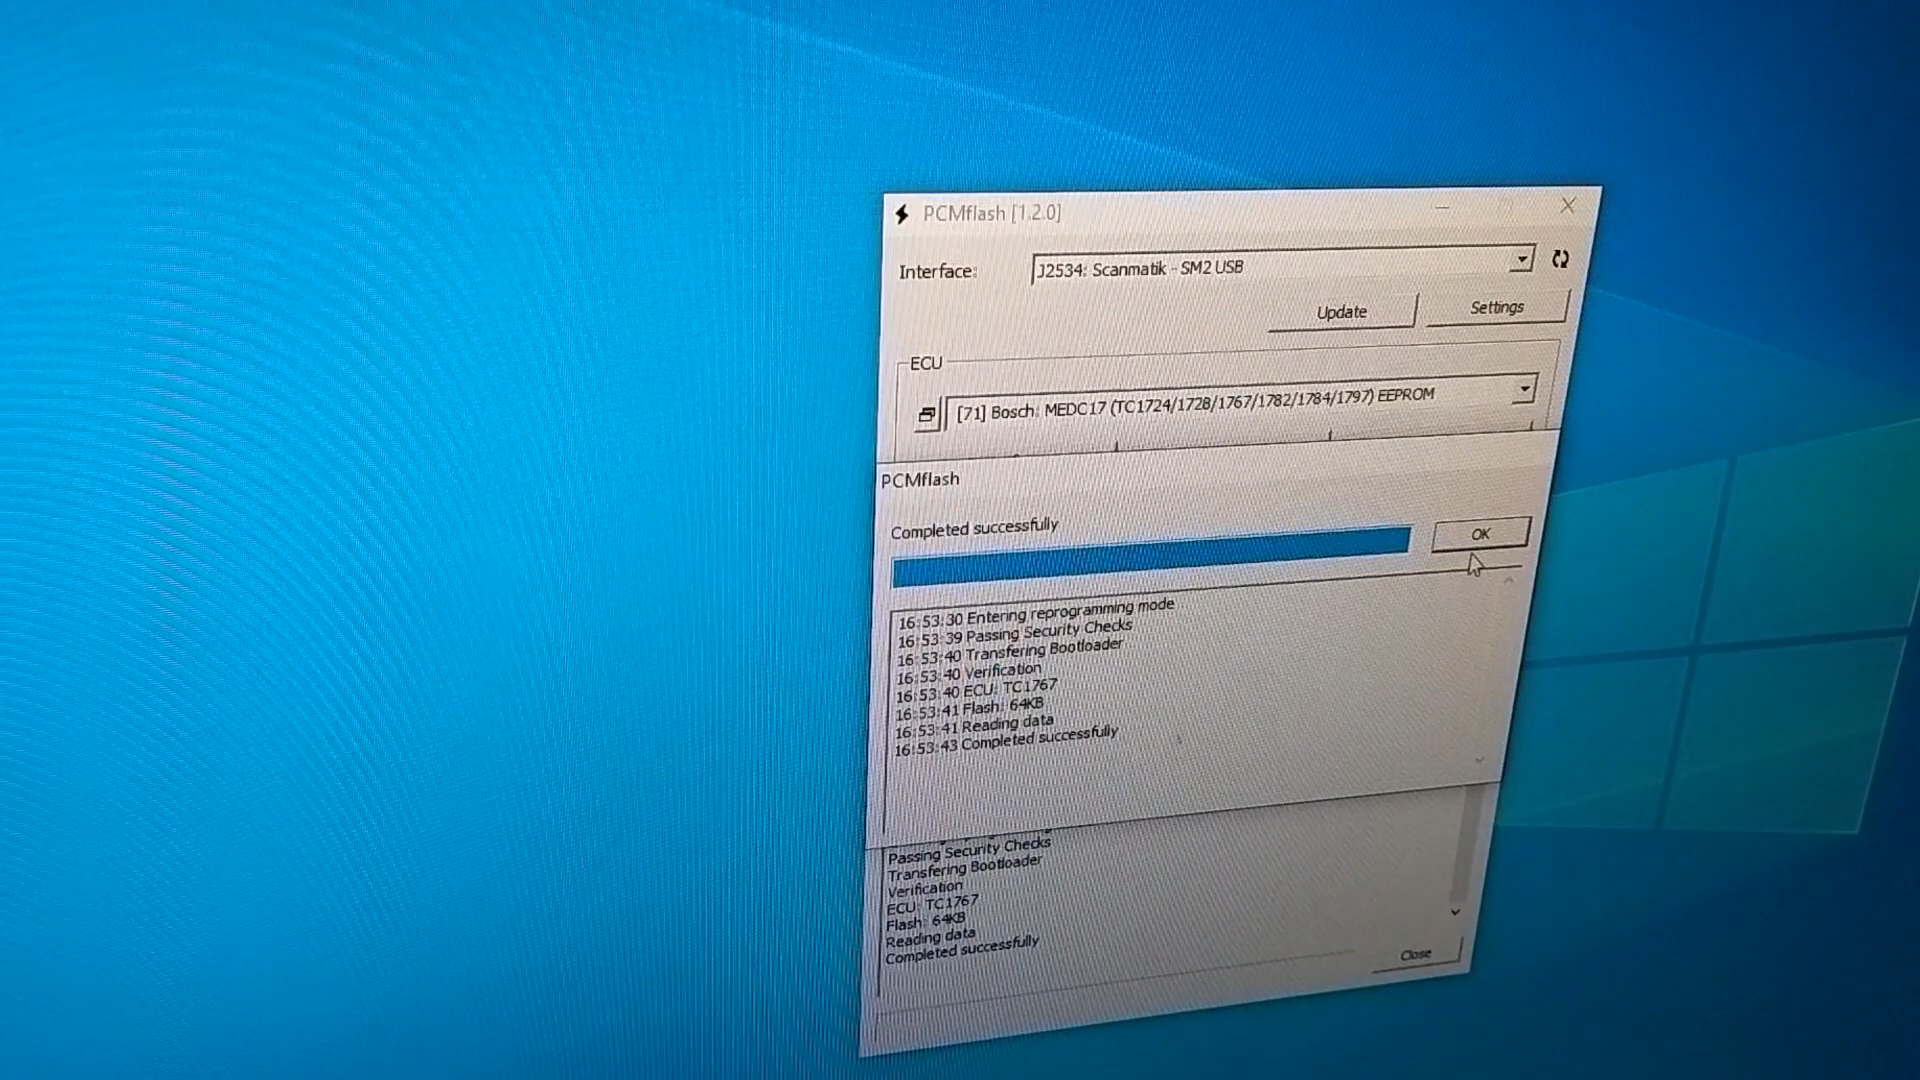 PCMflash [1.2.0]
Interface: J2534: Scanmatik - SM2 USB
Update Settings
ECU
[71] Bosch: MEDC17 (TC1724/1728/1767/1782/1784/1797) EEPROM
PCMflash
Completed successfully
OK
16:53:30 Entering reprogramming mode
16:53:39 Passing Security Checks
16:53:40 Transfering Bootloader
16:53:40 Verification
16:53:40 ECU: TC1767
16:53:41 Flash: 64KB
16:53:41 Reading data
16:53:43 Completed successfully
Passing Security Checks
Transfering Bootloader
Verification
ECU: TC1767
Flash: 64KB
Reading data
Completed successfully
Close